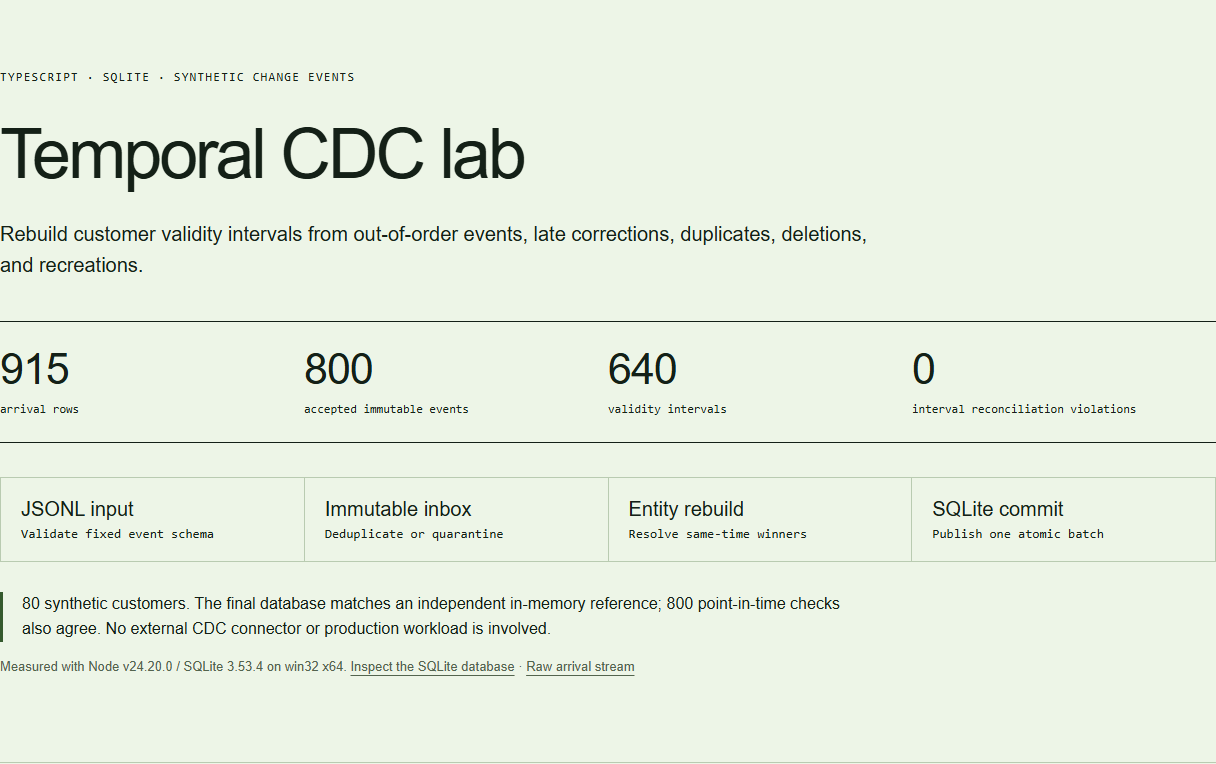 TYPESCRIPT · SQLITE · SYNTHETIC CHANGE EVENTS
Temporal CDC lab
Rebuild customer validity intervals from out-of-order events, late corrections, duplicates, deletions,
and recreations.
915
800
640
0
arrival rows
accepted immutable events
validity intervals
interval reconciliation violations
JSONL input
Immutable inbox
Entity rebuild
SQLite commit
Validate fixed event schema
Deduplicate or quarantine
Resolve same-time winners
Publish one atomic batch
80 synthetic customers. The final database matches an independent in-memory reference; 800 point-in-time checks
also agree. No external CDC connector or production workload is involved.
Measured with Node v24.20.0 / SQLite 3.53.4 on win32 x64. Inspect the SQLite database · Raw arrival stream